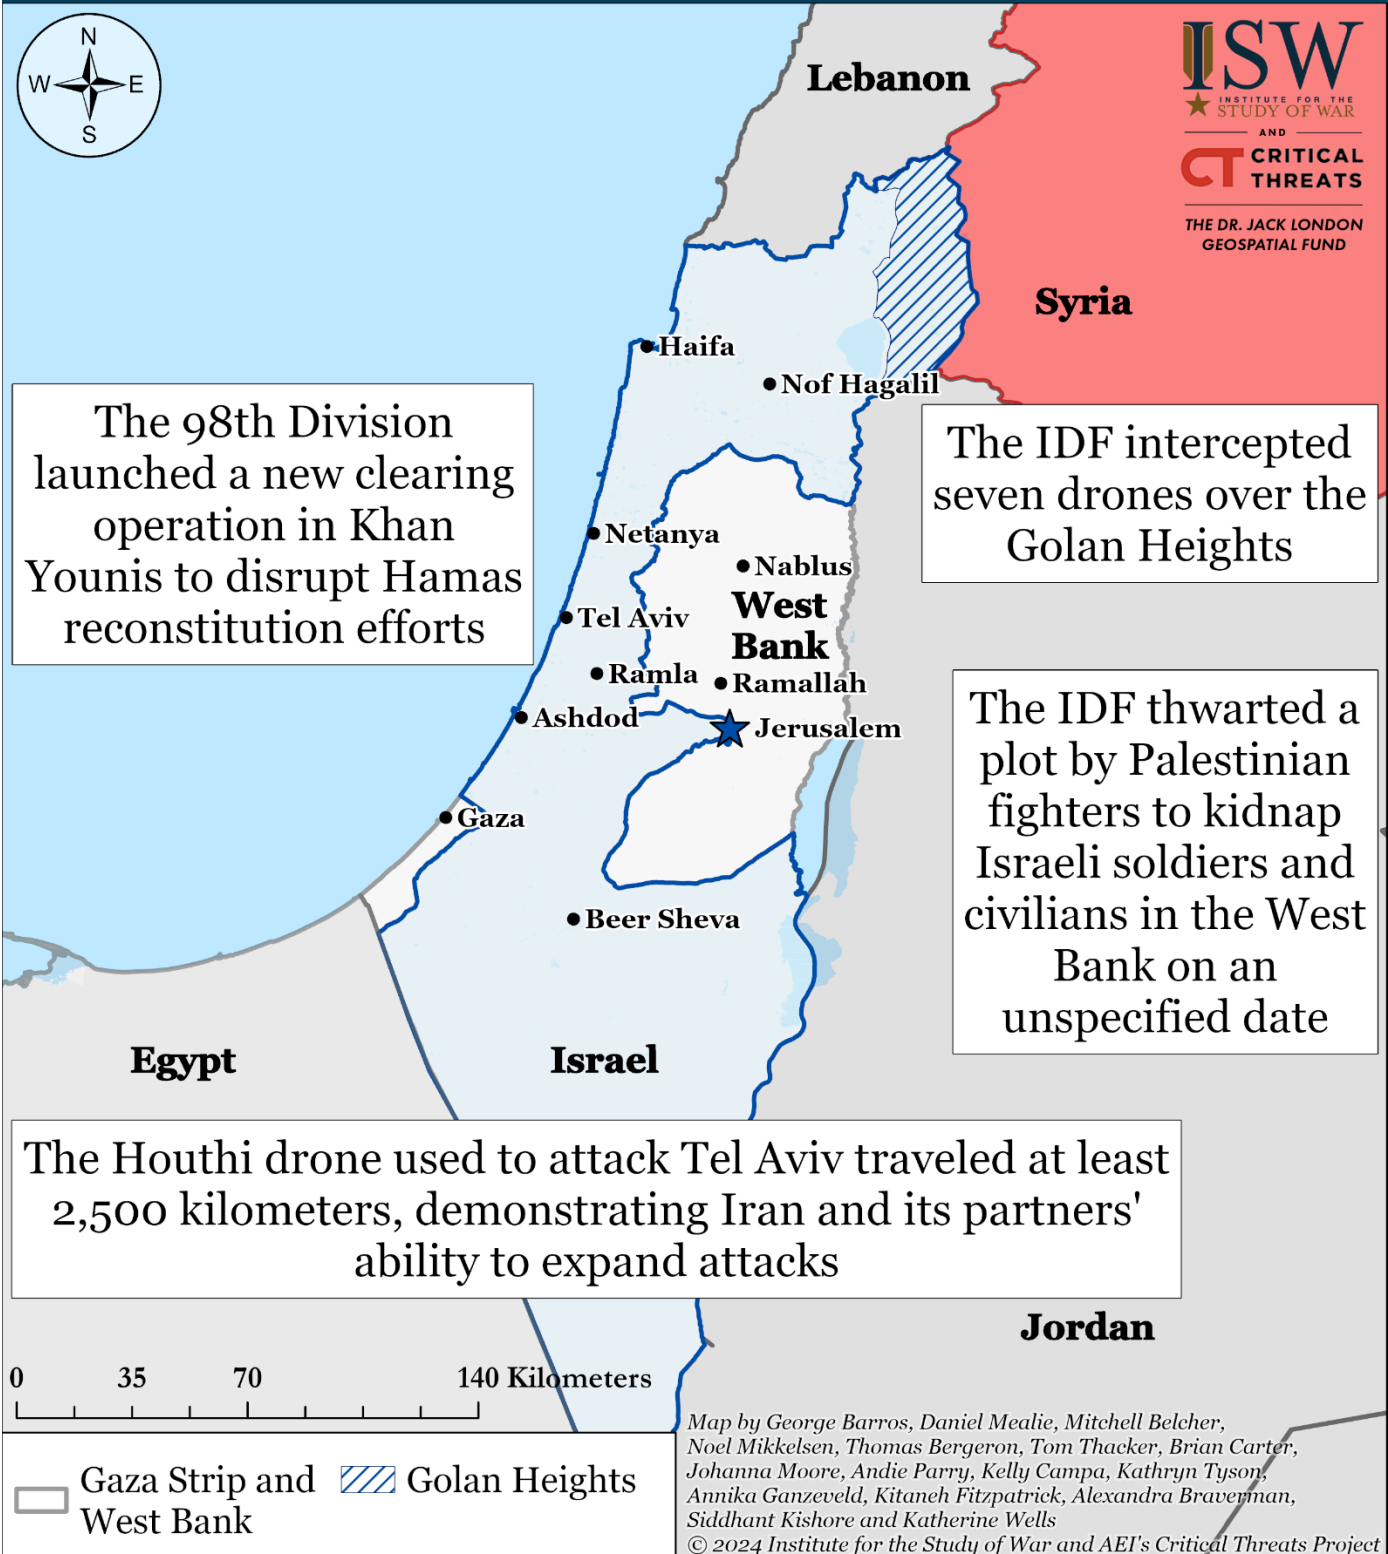 N
W
E
S
Lebanon
ISW
INSTITUTE FOR THE
STUDY OF WAR
AND
CT CRITICAL
THREATS
THE DR. JACK LONDON
GEOSPATIAL FUND
Syria
Haifa
Nof Hagalil
The 98th Division
launched a new clearing
operation in Khan
Younis to disrupt Hamas
reconstitution efforts
The IDF intercepted
seven drones over the
Golan Heights
Netanya
Nablus
West
Bank
Tel Aviv
Ramla
Ramallah
Ashdod
Jerusalem
Gaza
The IDF thwarted a
plot by Palestinian
fighters to kidnap
Israeli soldiers and
civilians in the West
Bank on an
unspecified date
Beer Sheva
Egypt
Israel
The Houthi drone used to attack Tel Aviv traveled at least
2,500 kilometers, demonstrating Iran and its partners'
ability to expand attacks
Jordan
0 35 70 140 Kilometers
Gaza Strip and
West Bank
Golan Heights
Map by George Barros, Daniel Mealie, Mitchell Belcher,
Noel Mikkelsen, Thomas Bergeron, Tom Thacker, Brian Carter,
Johanna Moore, Andie Parry, Kelly Campa, Kathryn Tyson,
Annika Ganzeveld, Kitaneh Fitzpatrick, Alexandra Braverman,
Siddhant Kishore and Katherine Wells
© 2024 Institute for the Study of War and AEI's Critical Threats Project